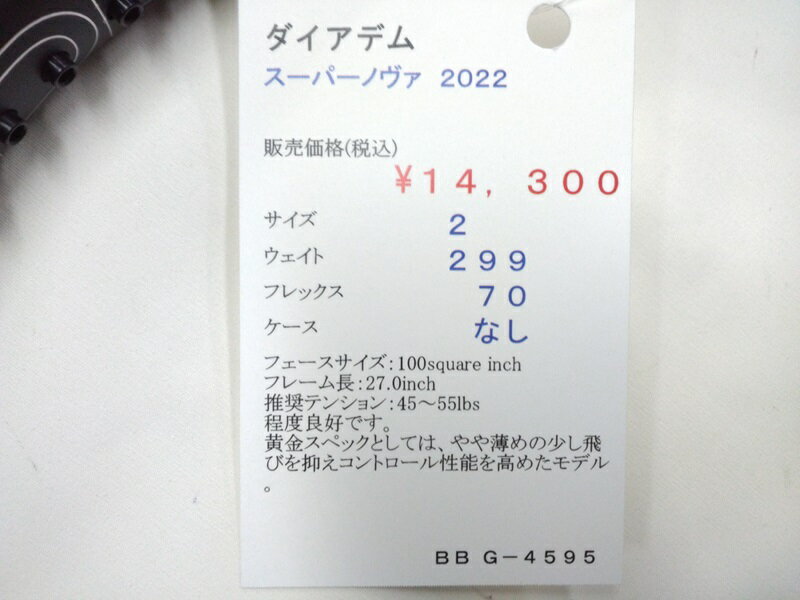 ダイアデム
スーパーノヴァ 2022
販売価格(税込)
¥14, 300
サイズ 2
ウェイト 299
フレックス 70
ケース なし
フェースサイズ:100square inch
フレーム長:27.0inch
推奨テンション:45～55lbs
程度良好です。
黄金スペックとしては、やや薄めの少し飛
びを抑えコントロール性能を高めたモデル
。
BB G-4595